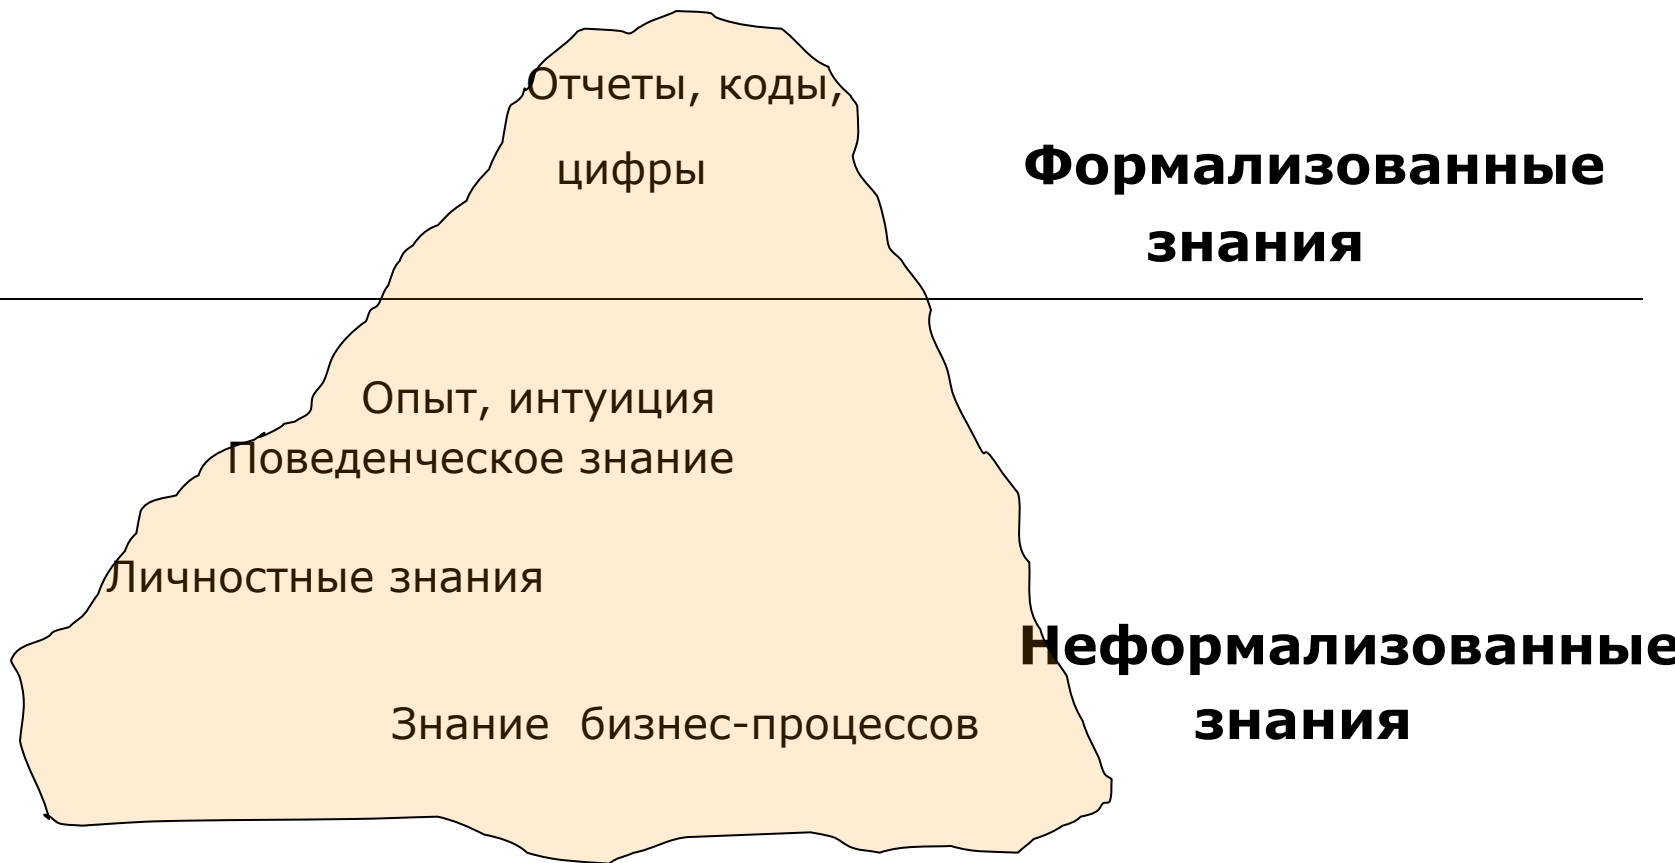 Отчеты, коды,
цифры
Формализованные
знания
Опыт, интуиция
Поведенческое знание
Личностные знания
Неформализованные
знания
Знание бизнес-процессов